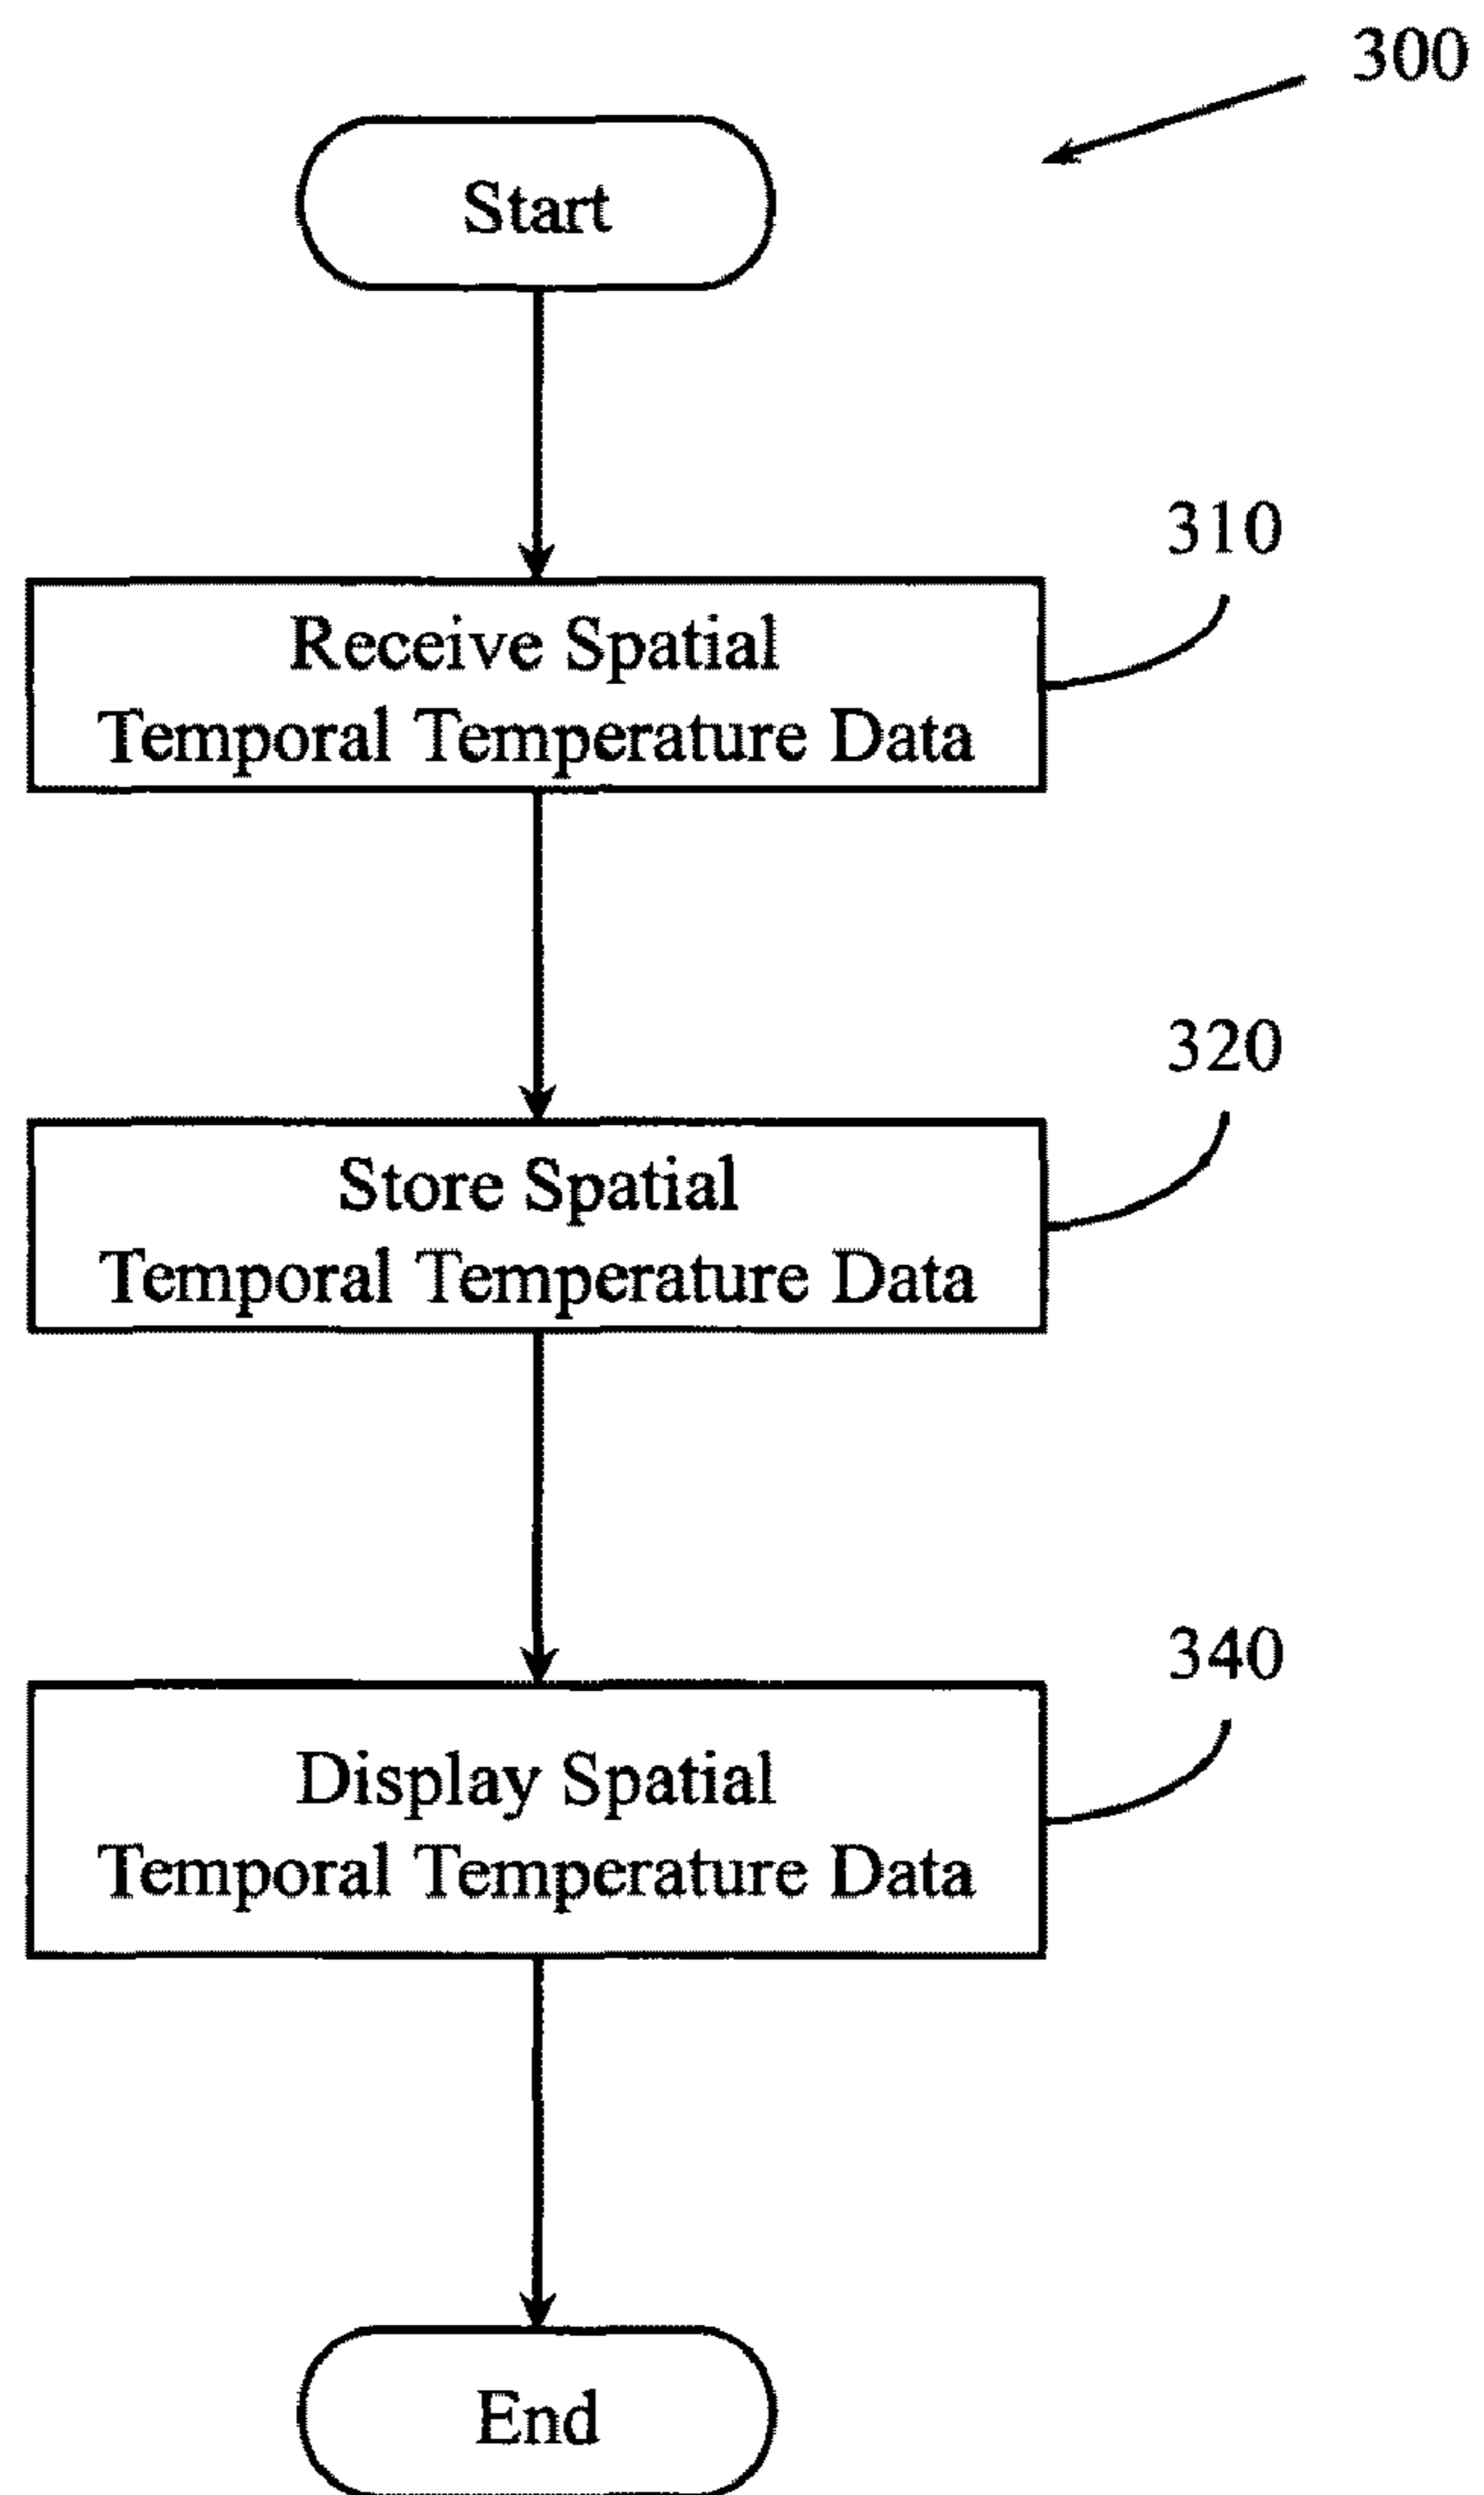 300
Start
310
Receive Spatial
Temporal Temperature Data
320
Store Spatial
Temporal Temperature Data
340
Display Spatial
Temporal Temperature Data
End